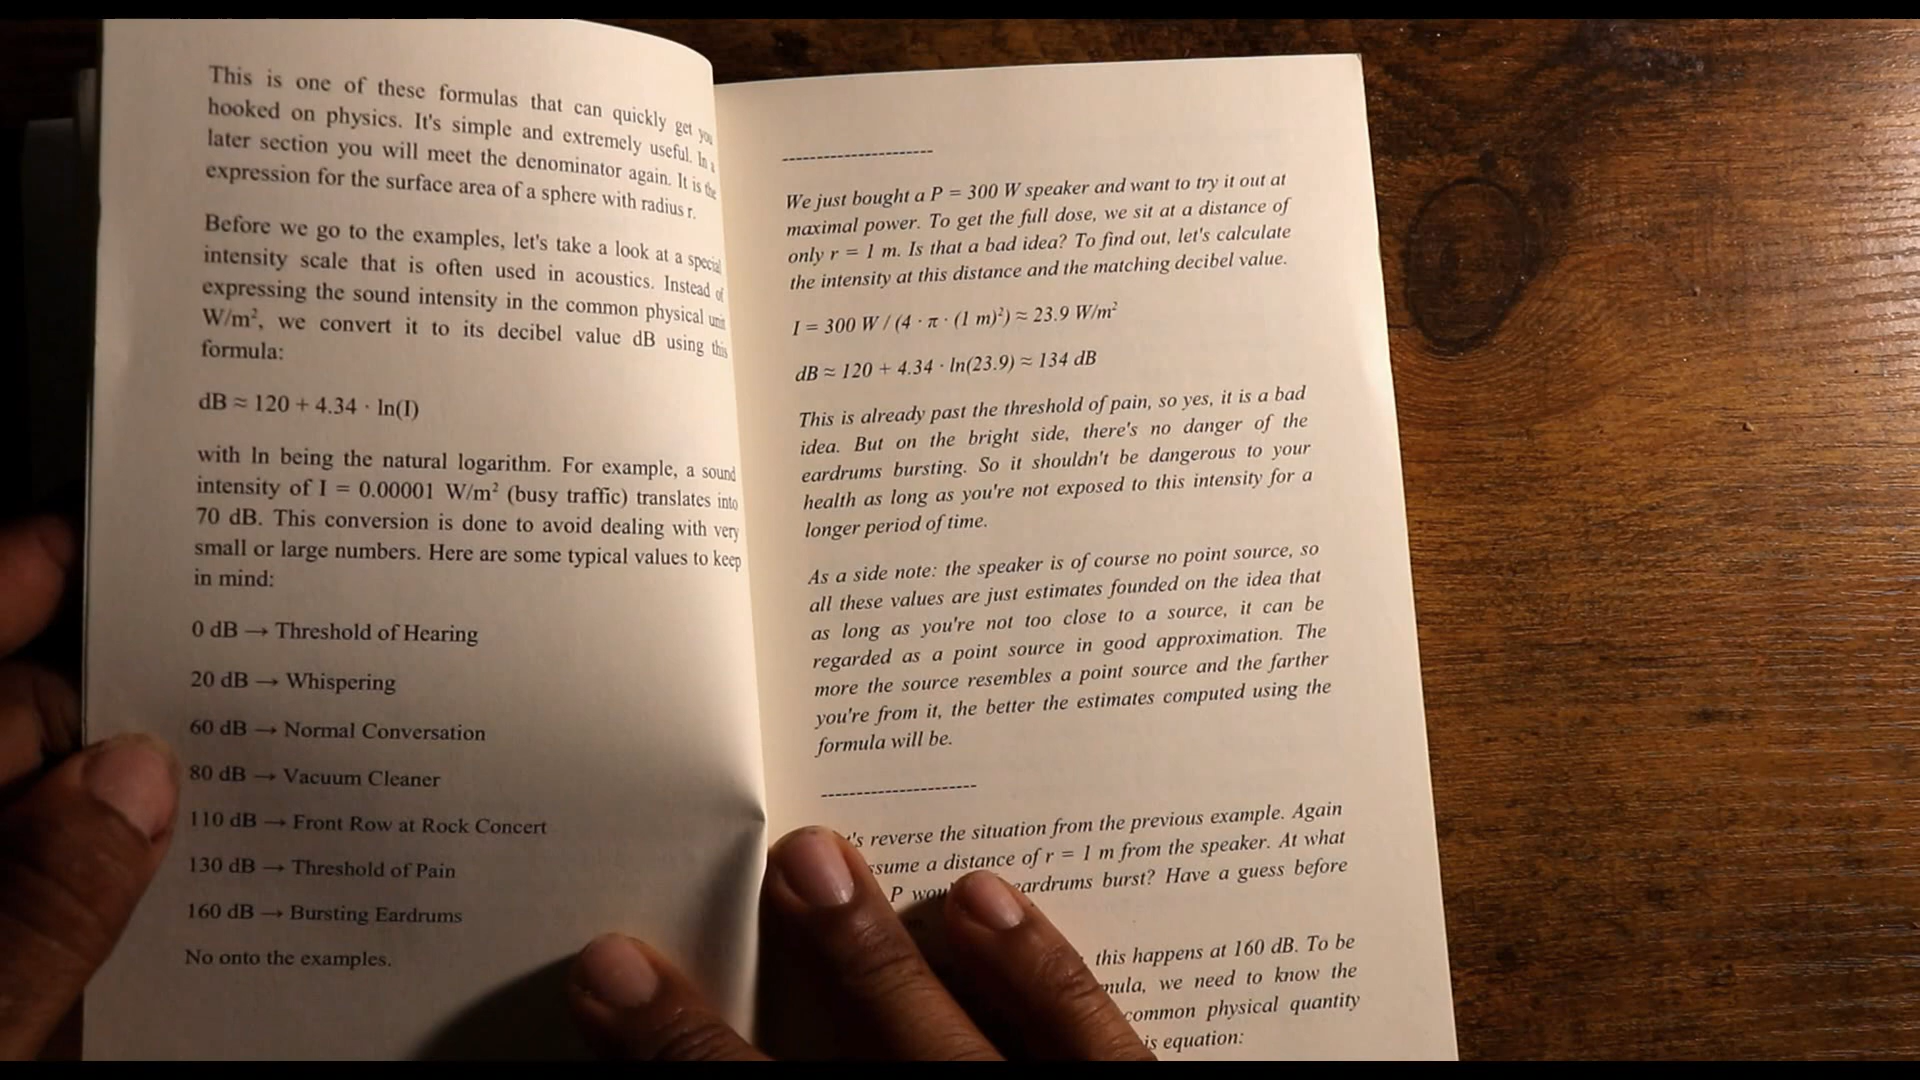 This is one of these formulas that can quickly get you
hooked on physics. It's simple and extremely useful. In a
later section you will meet the denominator again. It is the
expression for the surface area of a sphere with radius r.
Before we go to the examples, let's take a look at a special
intensity scale that is often used in acoustics. Instead of
expressing the sound intensity in the common physical unit
W/m², we convert it to its decibel value dB using this
formula:
dB ≈ 120 + 4.34 · ln(I)
with ln being the natural logarithm. For example, a sound
intensity of I = 0.00001 W/m² (busy traffic) translates into
70 dB. This conversion is done to avoid dealing with very
small or large numbers. Here are some typical values to keep
in mind:
0 dB → Threshold of Hearing
20 dB → Whispering
60 dB → Normal Conversation
80 dB → Vacuum Cleaner
110 dB → Front Row at Rock Concert
130 dB → Threshold of Pain
160 dB → Bursting Eardrums
No onto the examples.
----------------------
We just bought a P = 300 W speaker and want to try it out at
maximal power. To get the full dose, we sit at a distance of
only r = 1 m. Is that a bad idea? To find out, let's calculate
the intensity at this distance and the matching decibel value.
I = 300 W / (4 · π · (1 m)²) ≈ 23.9 W/m²
dB ≈ 120 + 4.34 · ln(23.9) ≈ 134 dB
This is already past the threshold of pain, so yes, it is a bad
idea. But on the bright side, there's no danger of the
eardrums bursting. So it shouldn't be dangerous to your
health as long as you're not exposed to this intensity for a
longer period of time.
As a side note: the speaker is of course no point source, so
all these values are just estimates founded on the idea that
as long as you're not too close to a source, it can be
regarded as a point source in good approximation. The
more the source resembles a point source and the farther
you're from it, the better the estimates computed using the
formula will be.
----------------------
reverse the situation from the previous example. Again
a distance of r = 1 m from the speaker. At what
P eardrums burst? Have a guess before
this happens at 160 dB. To be
we need to know the
common physical quantity
equation: